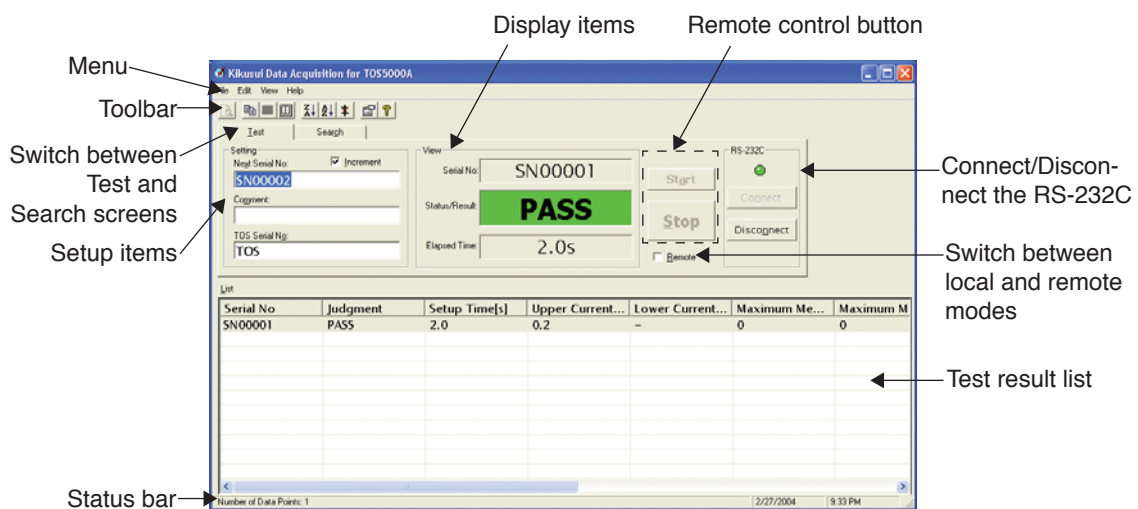 Display items
Remote control button
Menu
Toolbar
Switch between
Test and
Search screens
Setup items
Status bar
Connect/Discon-
nect the RS-232C
Switch between
local and remote
modes
Test result list
Kikusui Data Acquisition for TOS5000A
File Edit View Help
Test Search
Setting
Next Serial No: Increment
SN00002
Comment:
TOS Serial No:
TOS
View
Serial No: SN00001
Status/Result: PASS
Elapsed Time: 2.0s
Start
Stop
Remote
RS-232C
Connect
Disconnect
List
Serial No Judgment Setup Time[s] Upper Current... Lower Current... Maximum Me... Maximum M
SN00001 PASS 2.0 0.2 – 0 0
Number of Data Points: 1 2/27/2004 9:33 PM